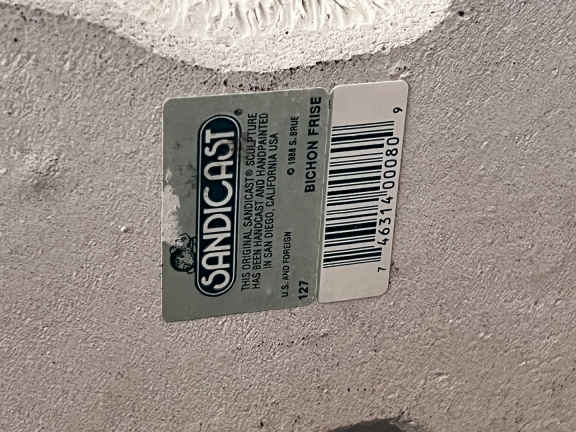 SANDICAST®
THIS ORIGINAL SANDICAST® SCULPTURE
HAS BEEN HANDCAST AND HANDPAINTED
IN SAN DIEGO, CALIFORNIA USA
U.S. AND FOREIGN © 1988 S. BRUE
127 BICHON FRISE
7 46314 00080 9